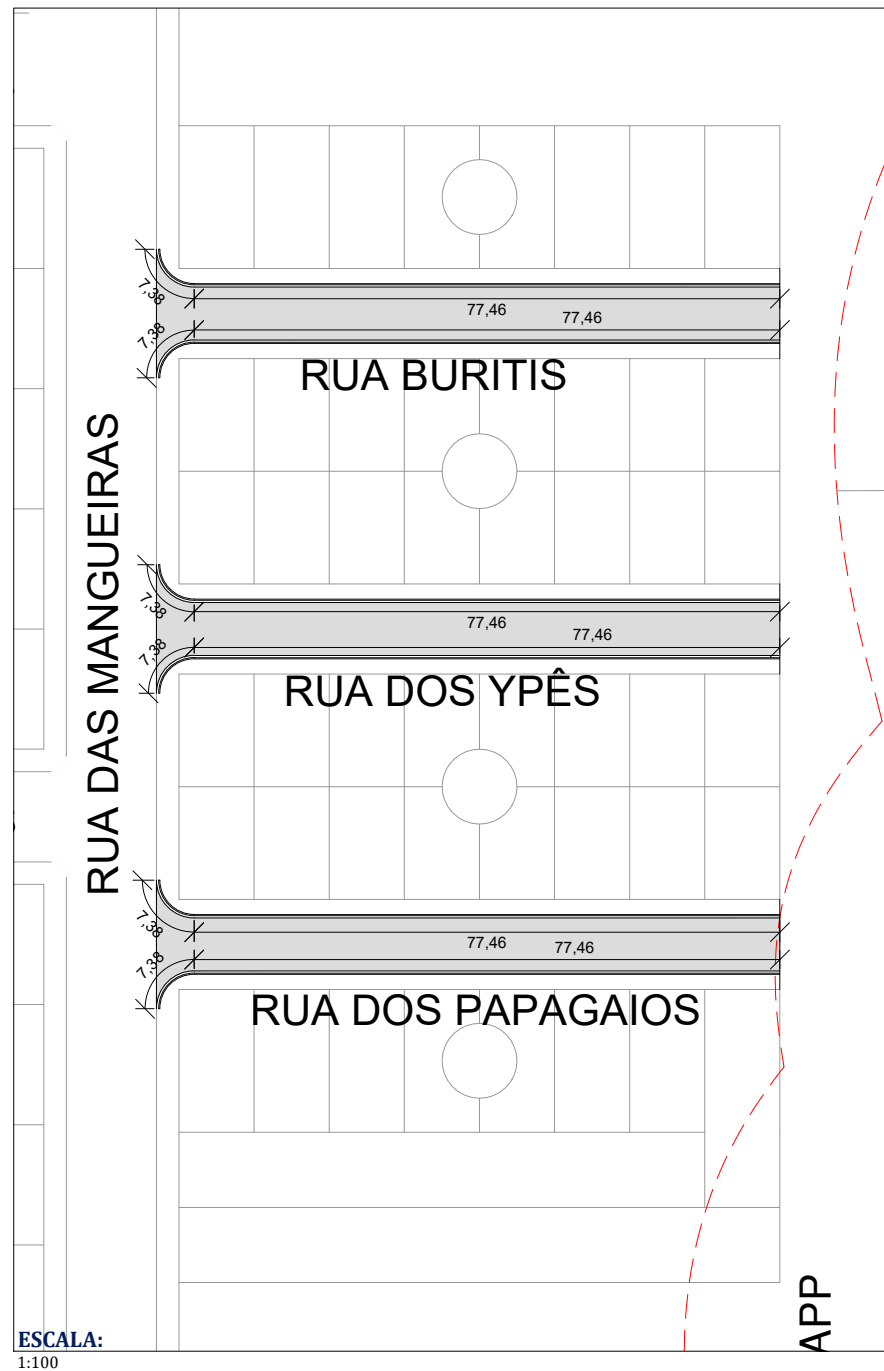 7,38
77,46
77,46
7,38
RUA BURITIS
RUA DAS MANGUEIRAS
7,38
77,46
77,46
7,38
RUA DOS YPÊS
7,38
77,46
77,46
7,38
RUA DOS PAPAGAIOS
APP
ESCALA:
1:100